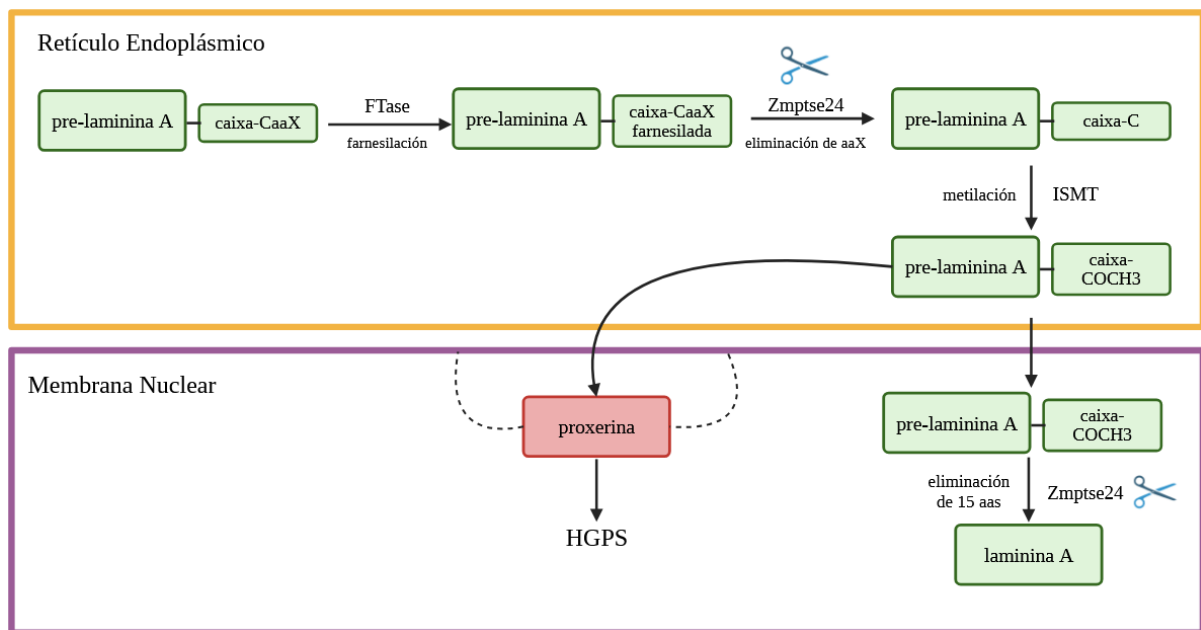 Retículo Endoplásmico
pre-laminina A
caixa-CaaX
FTase
farnesilación
pre-laminina A
caixa-CaaX
farnesilada
Zmptse24
eliminación de aaX
pre-laminina A
caixa-C
metilación
ISMT
pre-laminina A
caixa-
COCH3
Membrana Nuclear
proxerina
HGPS
pre-laminina A
caixa-
COCH3
eliminación
de 15 aas
Zmptse24
laminina A